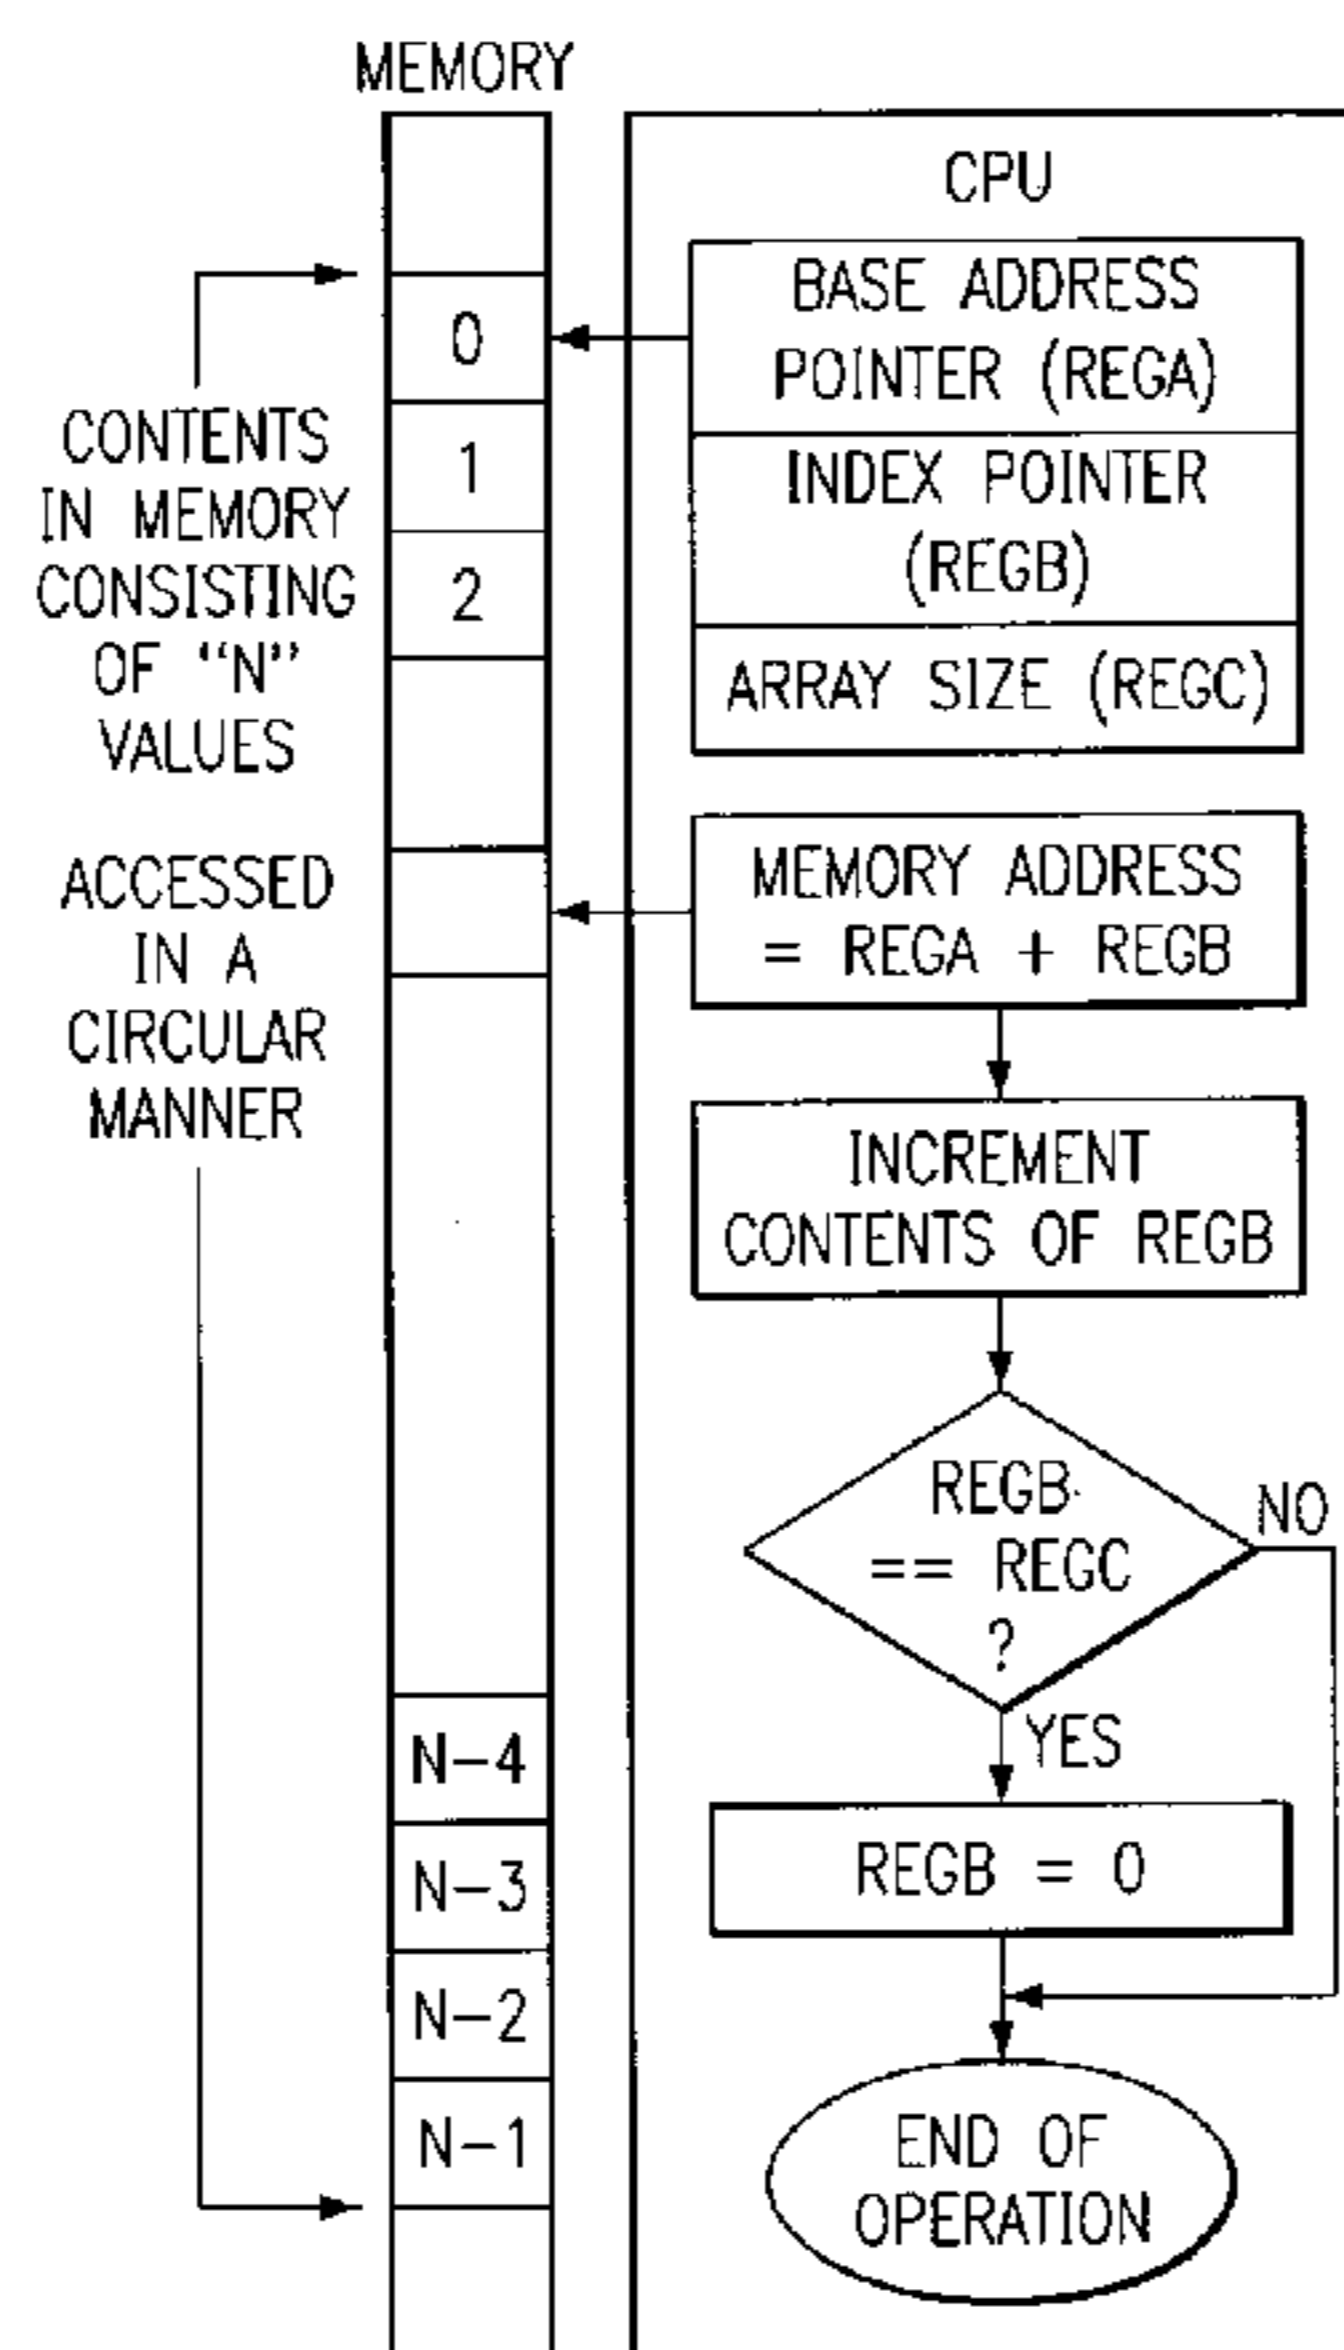 MEMORY
CONTENTS
IN MEMORY
CONSISTING
OF "N"
VALUES
ACCESSED
IN A
CIRCULAR
MANNER
0
1
2
N-4
N-3
N-2
N-1
CPU
BASE ADDRESS
POINTER (REGA)
INDEX POINTER
(REGB)
ARRAY SIZE (REGC)
MEMORY ADDRESS
= REGA + REGB
INCREMENT
CONTENTS OF REGB
REGB
== REGC
?
NO
YES
REGB = 0
END OF
OPERATION